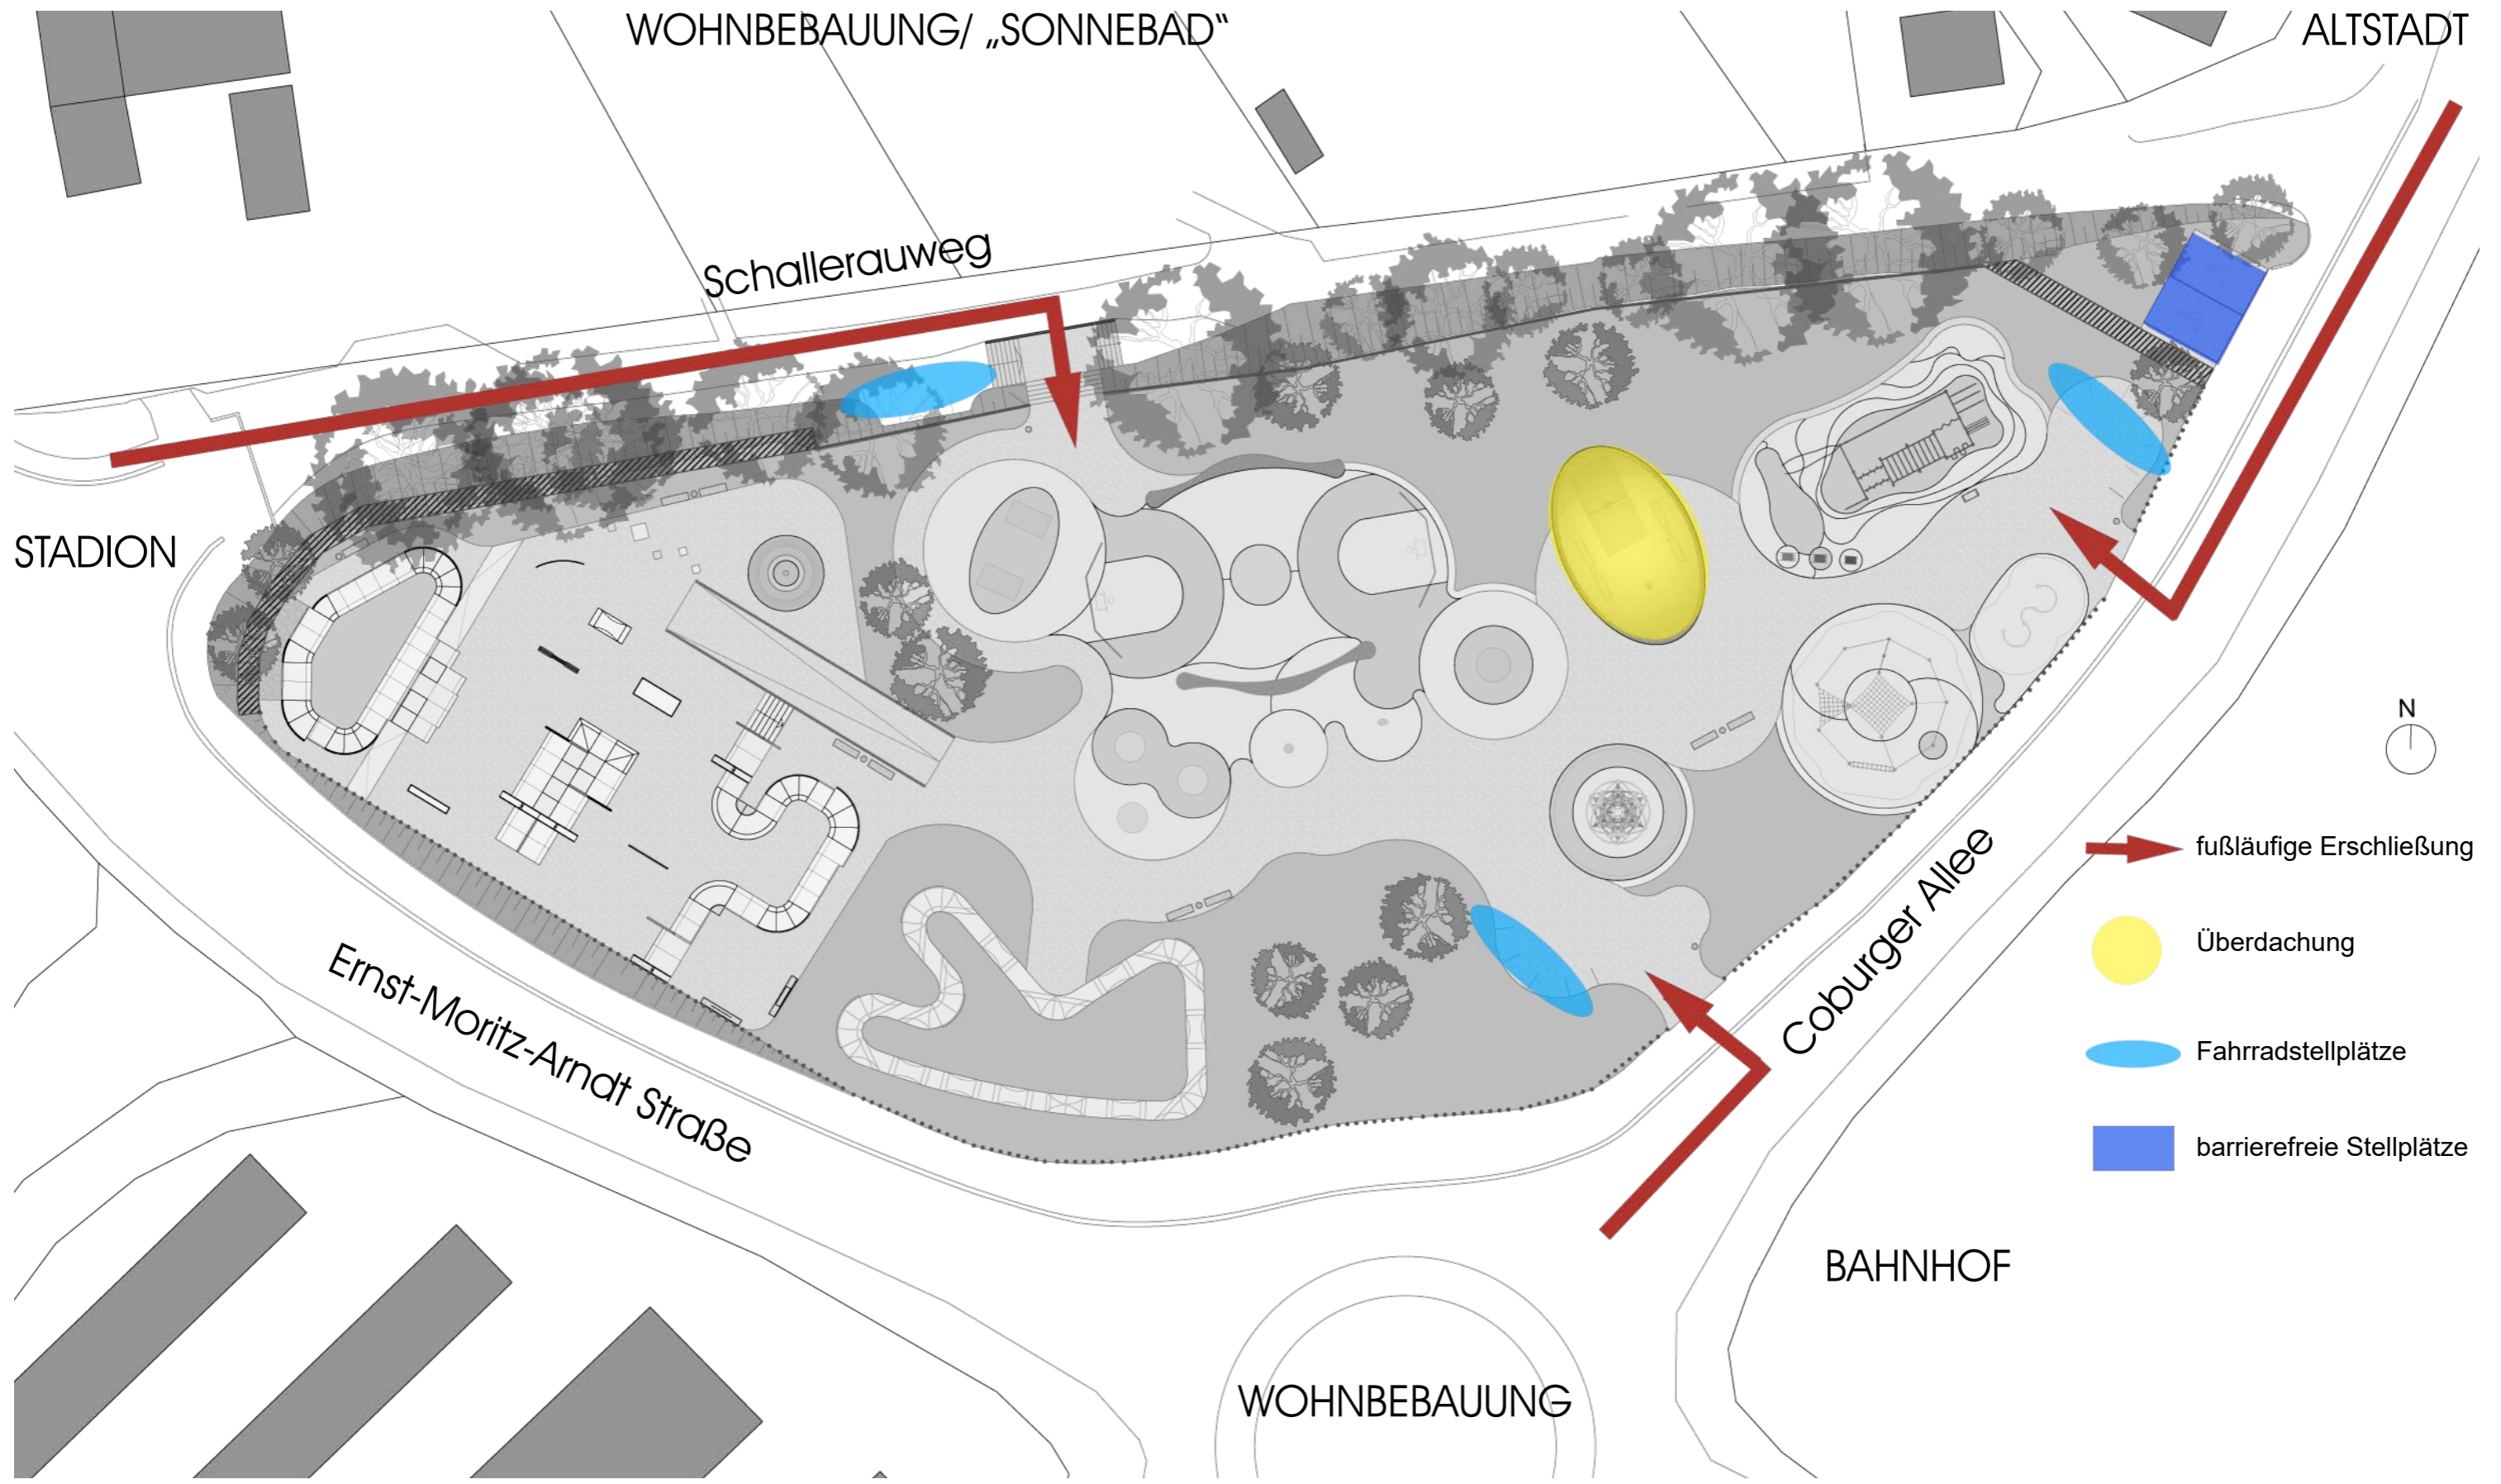 WOHNBEBAUUNG/ „SONNEBAD“
ALTSTADT
Schallerauweg
STADION
N
fußläufige Erschließung
Überdachung
Fahrradstellplätze
barrierefreie Stellplätze
Coburger Allee
Ernst-Moritz-Arndt Straße
BAHNHOF
WOHNBEBAUUNG